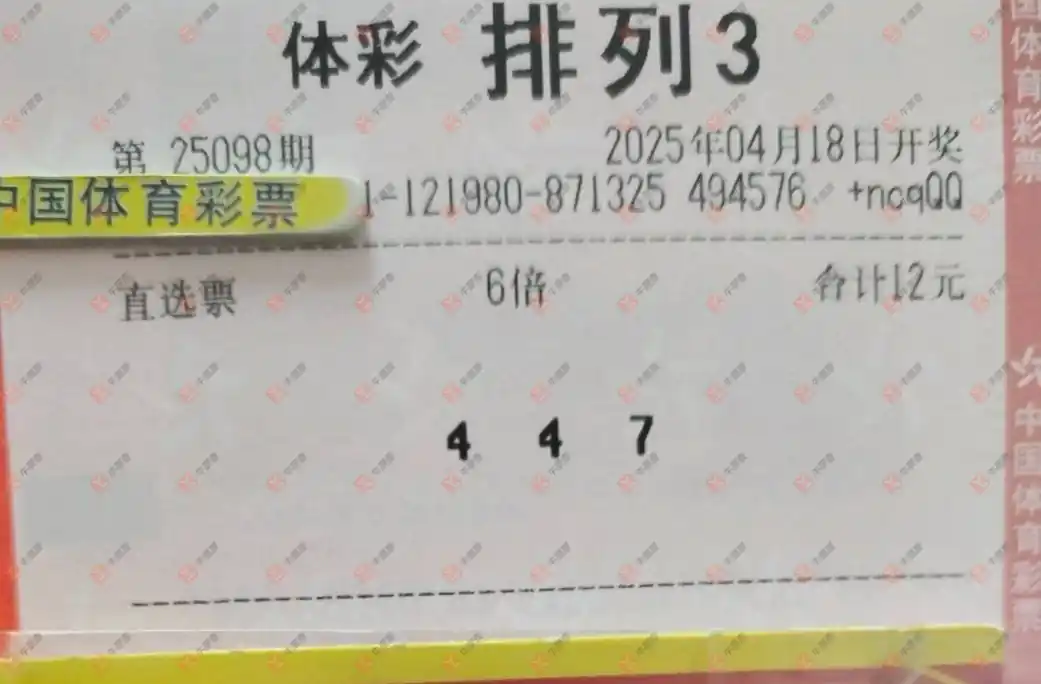 体彩 排列3
第 25098期 2025年04月18日开奖
中国体育彩票 121980-871325 494576 +ncqQQ
直选票 6倍 合计12元
4 4 7
国体育彩票
中国体育彩票